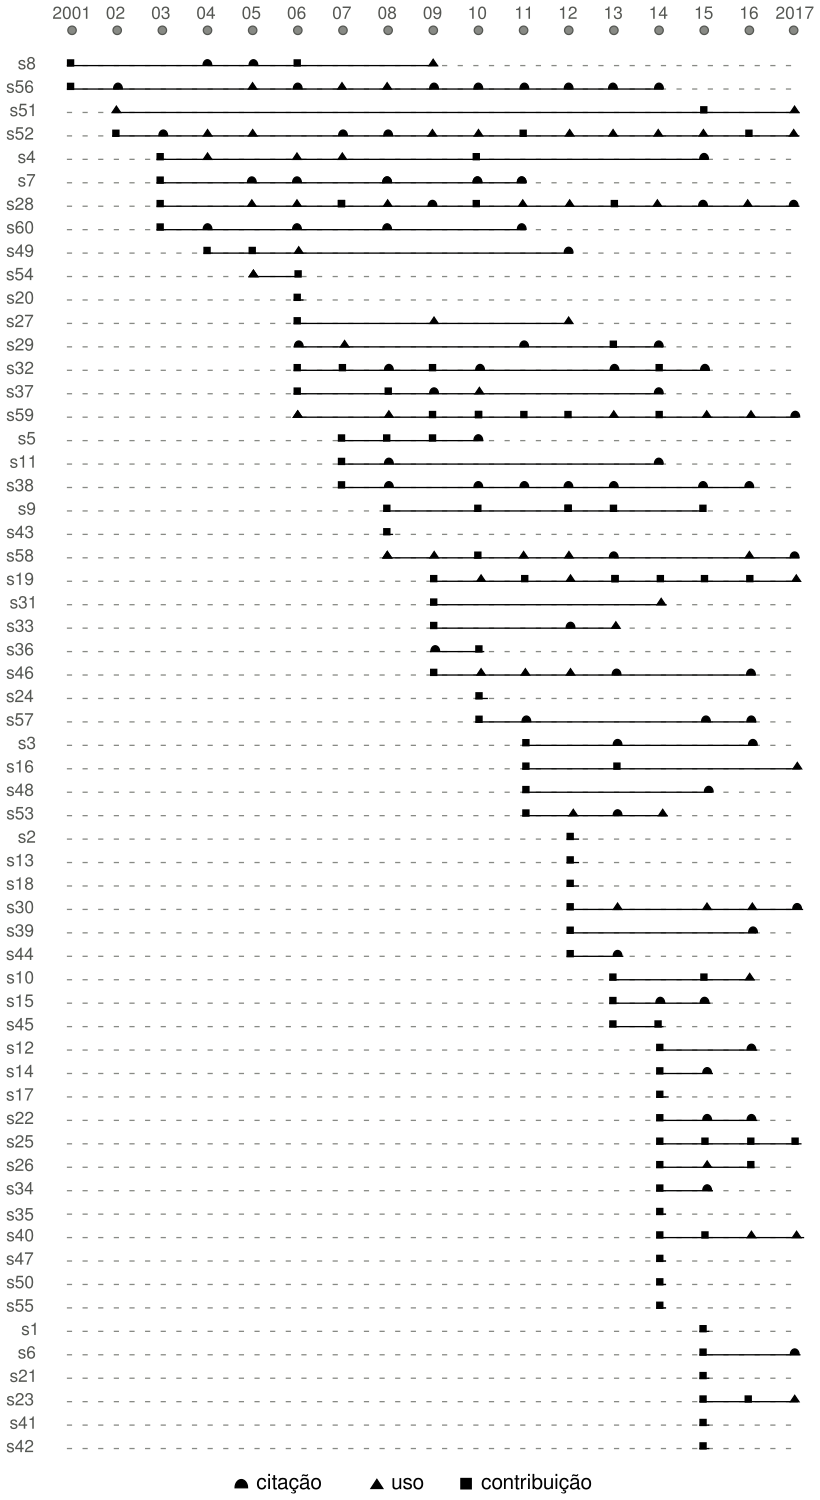 2001 02 03 04 05 06 07 08 09 10 11 12 13 14 15 16 2017
s8
s56
s51
s52
s4
s7
s28
s60
s49
s54
s20
s27
s29
s32
s37
s59
s5
s11
s38
s9
s43
s58
s19
s31
s33
s36
s46
s24
s57
s3
s16
s48
s53
s2
s13
s18
s30
s39
s44
s10
s15
s45
s12
s14
s17
s22
s25
s26
s34
s35
s40
s47
s50
s55
s1
s6
s21
s23
s41
s42
citação uso contribuição